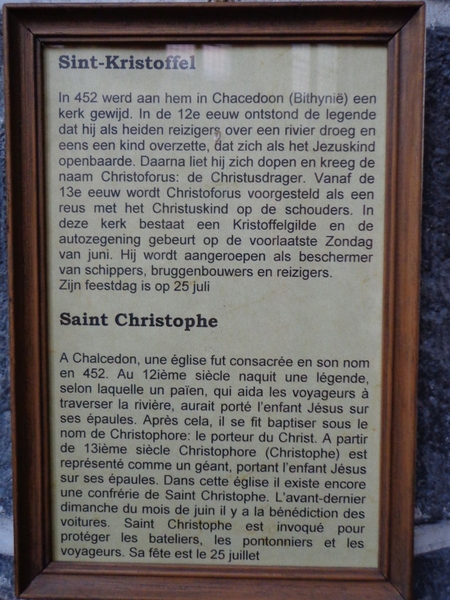 Sint-Kristoffel
In 452 werd aan hem in Chacedoon (Bithynië) een
kerk gewijd. In de 12e eeuw ontstond de legende
dat hij als heiden reizigers over een rivier droeg en
eens een kind overzette, dat zich als het Jezuskind
openbaarde. Daarna liet hij zich dopen en kreeg de
naam Christoforus: de Christusdrager. Vanaf de
13e eeuw wordt Christoforus voorgesteld als een
reus met het Christuskind op de schouders. In
deze kerk bestaat een Kristoffelgilde en de
autozegening gebeurt op de voorlaatste Zondag
van juni. Hij wordt aangeroepen als beschermer
van schippers, bruggenbouwers en reizigers.
Zijn feestdag is op 25 juli
Saint Christophe
A Chalcedon, une église fut consacrée en son nom
en 452. Au 12ième siècle naquit une légende,
selon laquelle un païen, qui aida les voyageurs à
traverser la rivière, aurait porté l'enfant Jésus sur
ses épaules. Après cela, il se fit baptiser sous le
nom de Christophore: le porteur du Christ. A partir
de 13ième siècle Christophore (Christophe) est
représenté comme un géant, portant l'enfant Jésus
sur ses épaules. Dans cette église il existe encore
une confrérie de Saint Christophe. L'avant-dernier
dimanche du mois de juin il y a la bénédiction des
voitures. Saint Christophe est invoqué pour
protéger les bateliers, les pontonniers et les
voyageurs. Sa fête est le 25 juillet